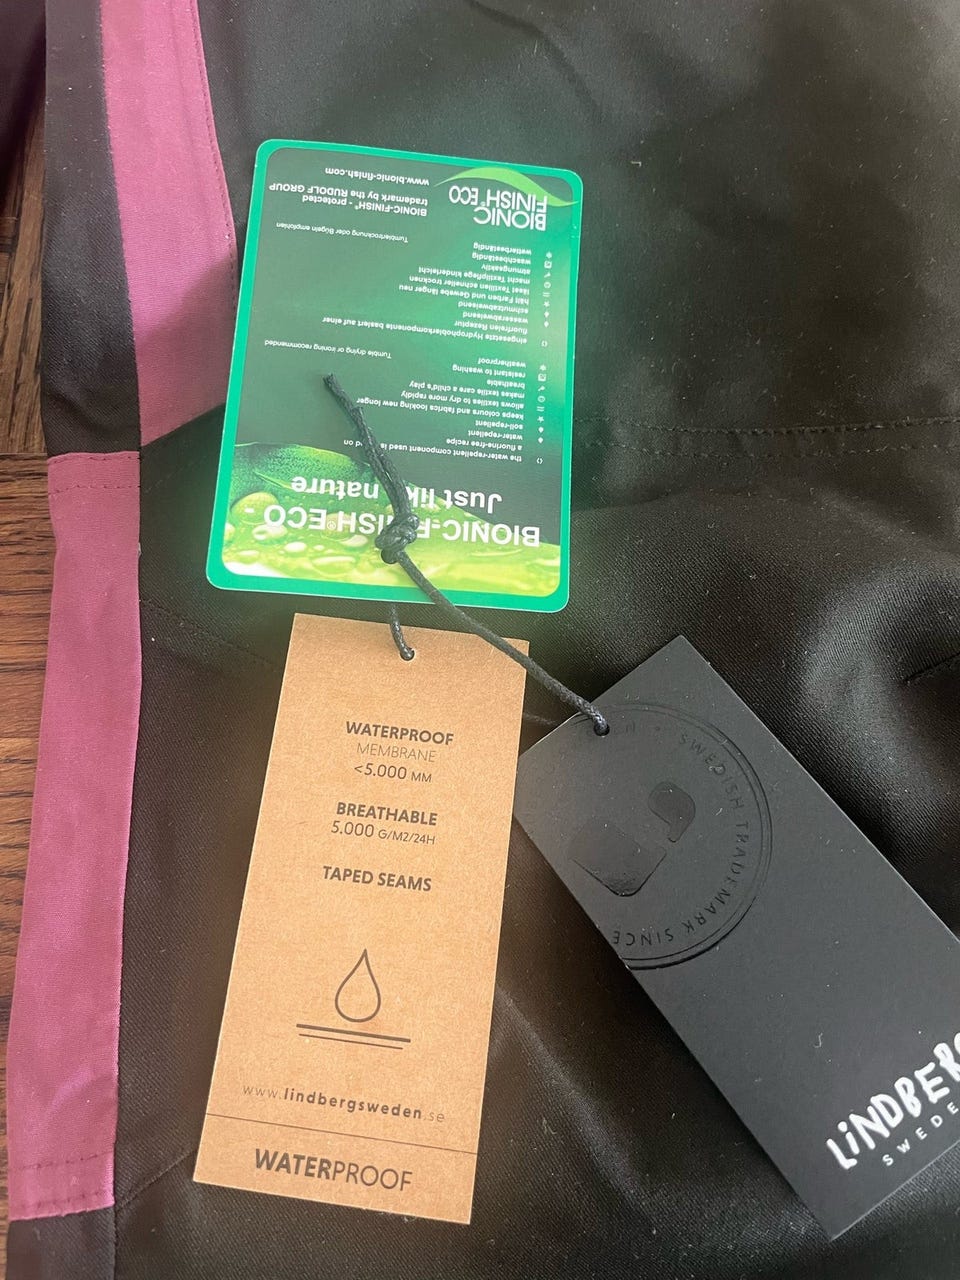 BIONIC-FINISH® ECO
Just like nature
the water-repellent component used is based on
a fluorine-free recipe
water-repellent
soil-repellent
keeps colours and fabrics looking new longer
allows textiles to dry more rapidly
makes textile care a child's play
breathable
resistant to washing
weatherproof
Tumble drying or ironing recommended
eingesetzte Hydrophobierkomponente basiert auf einer
fluorfreien Rezeptur
wasserabweisend
schmutzabweisend
hält Farben und Gewebe länger neu
lässt Textilien schneller trocknen
macht Textilpflege kinderleicht
atmungsaktiv
waschbeständig
wetterbeständig
Tumblertrocknung oder Bügeln empfohlen
BIONIC
FINISH® ECO
BIONIC-FINISH® - protected
trademark by the RUDOLF GROUP
www.bionic-finish.com
WATERPROOF
MEMBRANE
<5.000 MM
BREATHABLE
5.000 G/M2/24H
TAPED SEAMS
www.lindbergsweden.se
WATERPROOF
SWEDISH TRADEMARK SINCE
LINDBERG
SWEDE